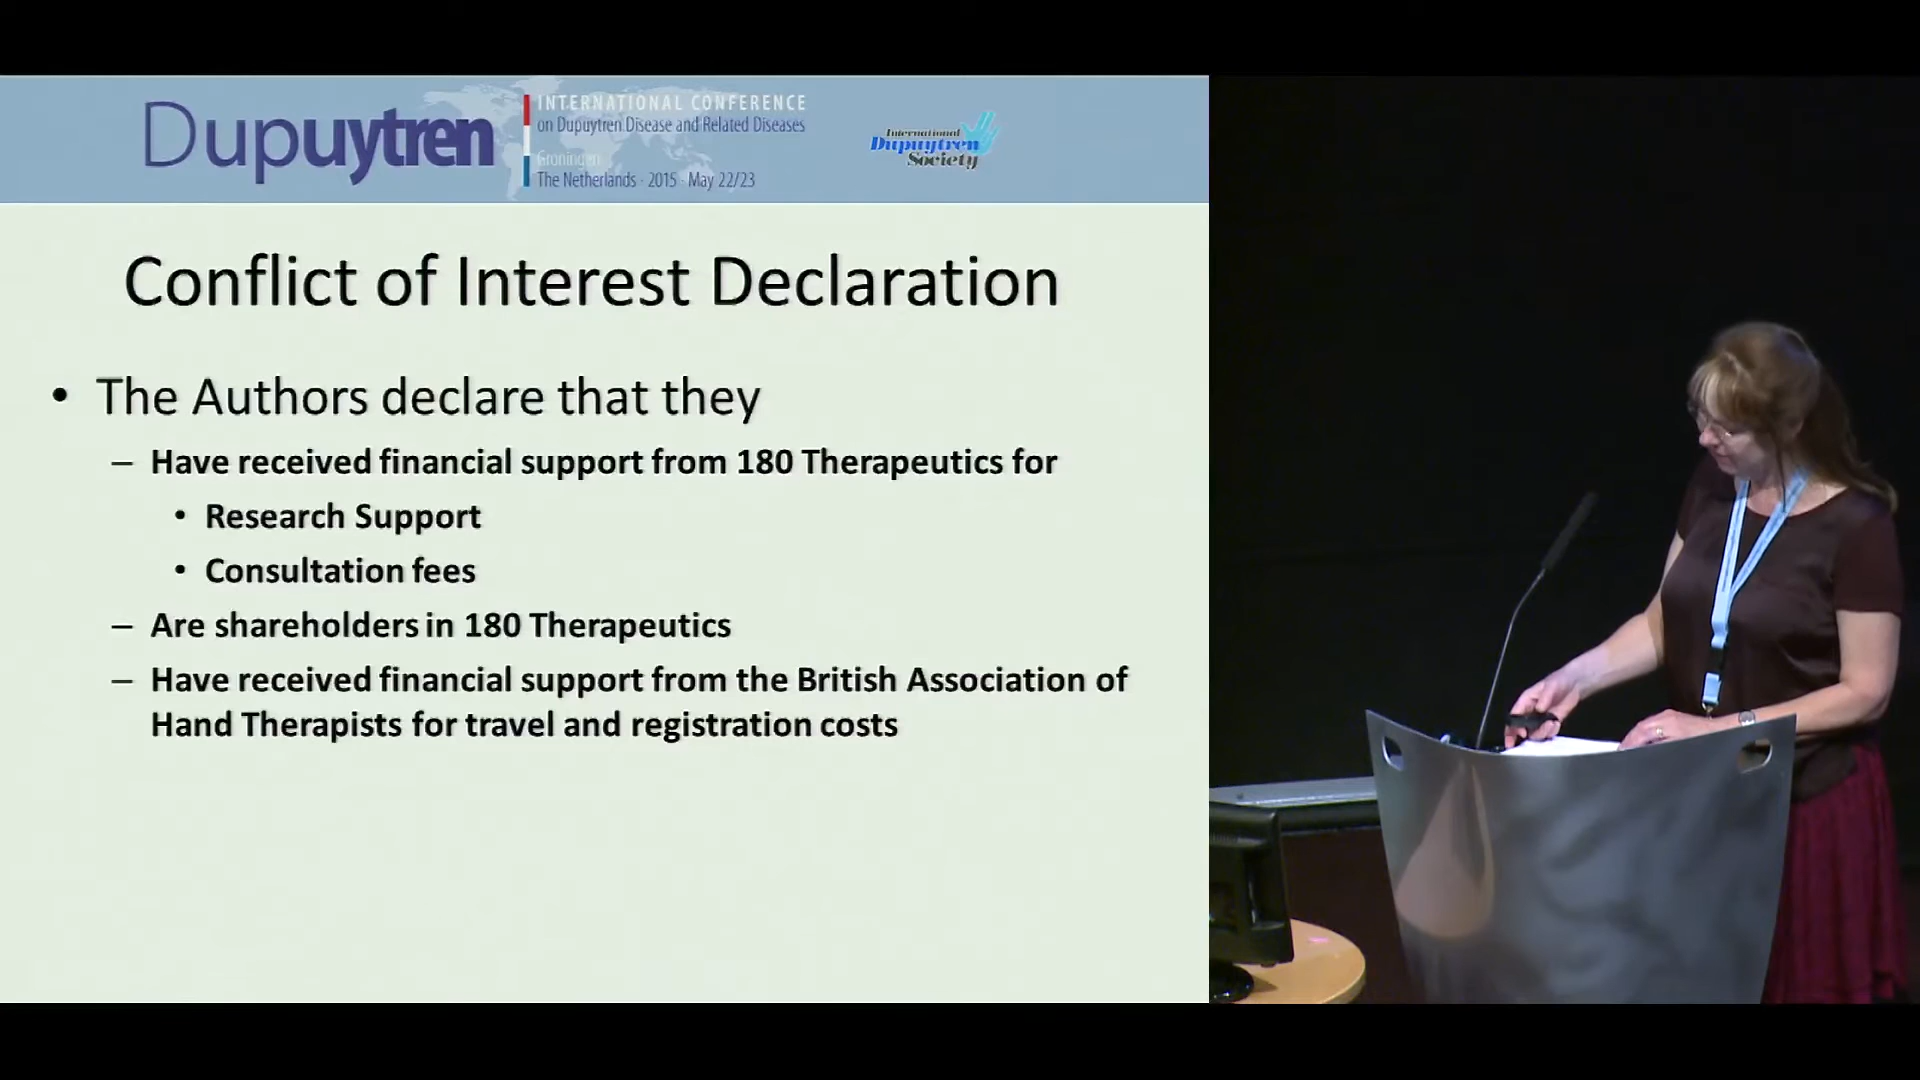 Dupuytren
INTERNATIONAL CONFERENCE
on Dupuytren Disease and Related Diseases
Groningen
The Netherlands · 2015 · May 22/23
International
Dupuytren
Society
Conflict of Interest Declaration
• The Authors declare that they
– Have received financial support from 180 Therapeutics for
• Research Support
• Consultation fees
– Are shareholders in 180 Therapeutics
– Have received financial support from the British Association of
Hand Therapists for travel and registration costs